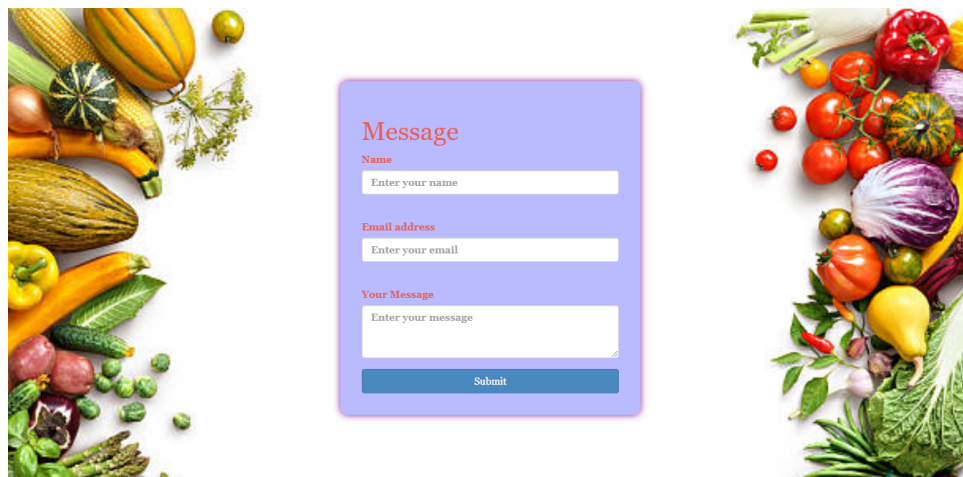 Message
Name
Enter your name
Email address
Enter your email
Your Message
Enter your message
Submit